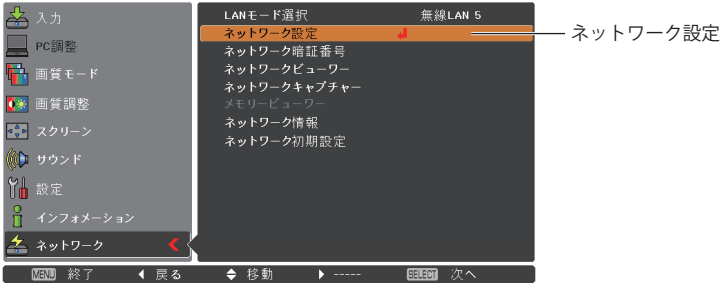 入力
PC調整
画質モード
画質調整
スクリーン
サウンド
設定
インフォメーション
ネットワーク
LANモード選択 無線LAN 5
ネットワーク設定
ネットワーク暗証番号
ネットワークビューワー
ネットワークキャプチャー
メモリービューワー
ネットワーク情報
ネットワーク初期設定
ネットワーク設定
MENU 終了 戻る 移動 ----- SELECT 次へ